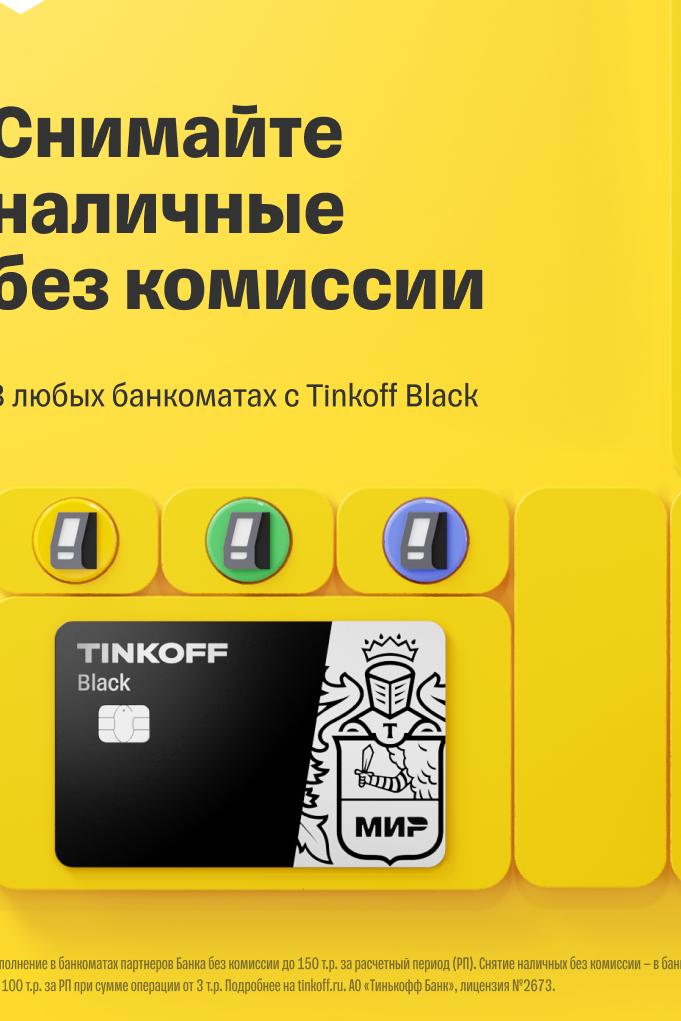 Снимайте
наличные
без комиссии
В любых банкоматах с Tinkoff Black
TINKOFF
Black
T
МИР
полнение в банкоматах партнеров Банка без комиссии до 150 т.р. за расчетный период (РП). Снятие наличных без комиссии – в бан
100 т.р. за РП при сумме операции от 3 т.р. Подробнее на tinkoff.ru. АО «Тинькофф Банк», лицензия №2673.